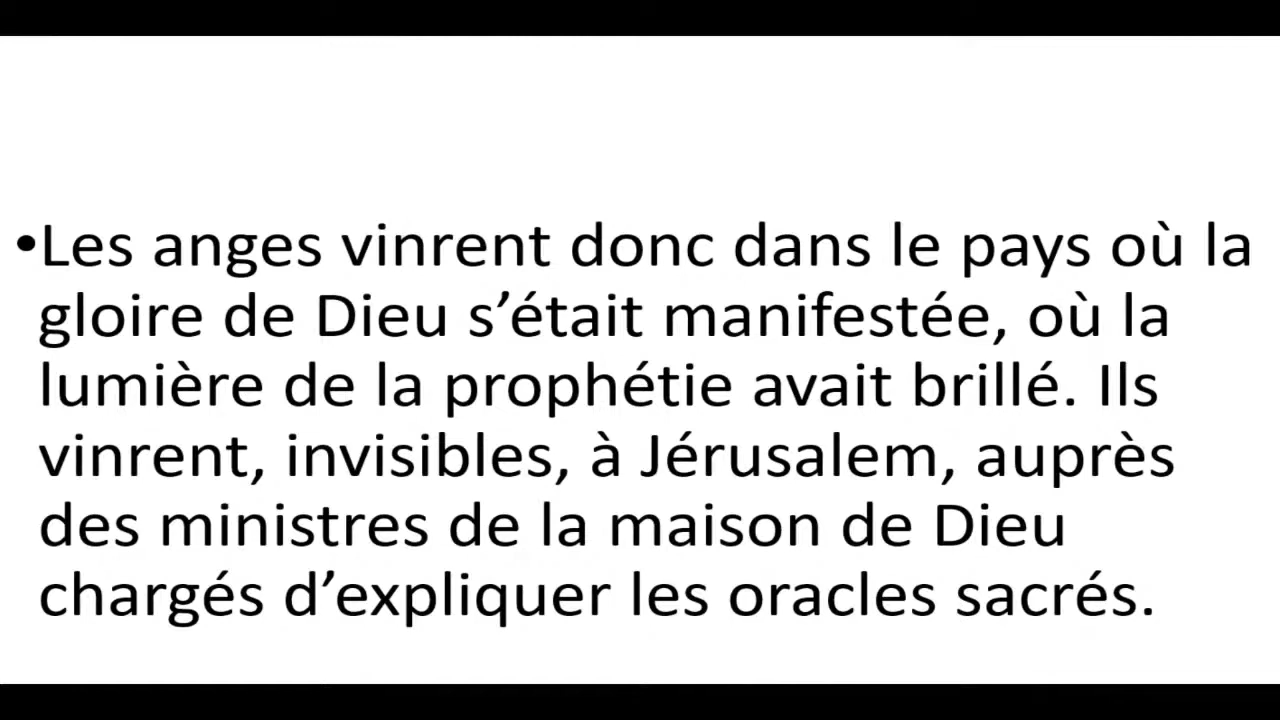 •Les anges vinrent donc dans le pays où la
gloire de Dieu s’était manifestée, où la
lumière de la prophétie avait brillé. Ils
vinrent, invisibles, à Jérusalem, auprès
des ministres de la maison de Dieu
chargés d’expliquer les oracles sacrés.